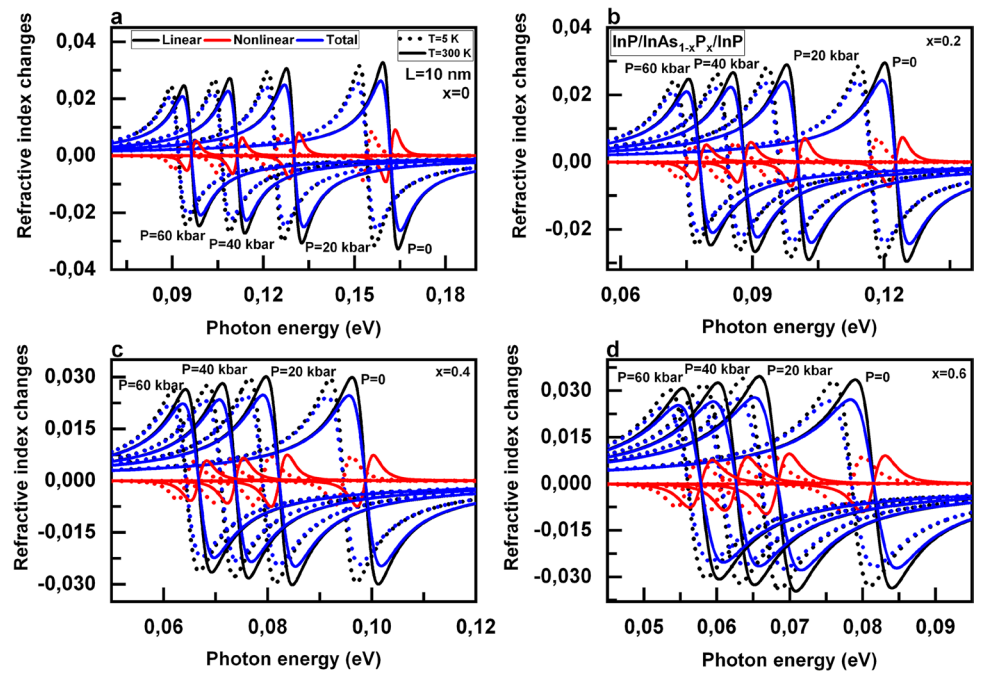 a
Refractive index changes
0,04
0,02
0,00
-0,02
-0,04
Linear
Nonlinear
Total
T=5 K
T=300 K
L=10 nm
x=0
P=60 kbar
P=40 kbar
P=20 kbar
P=0
P=60 kbar
P=40 kbar
P=20 kbar
P=0
0,09
0,12
0,15
0,18
Photon energy (eV)
b
Refractive index changes
0,04
0,02
0,00
-0,02
InP/InAs1-xPx/InP
x=0.2
P=60 kbar
P=40 kbar
P=20 kbar
P=0
0,06
0,09
0,12
Photon energy (eV)
c
Refractive index changes
0,030
0,015
0,000
-0,015
-0,030
P=60 kbar
P=40 kbar
P=20 kbar
P=0
x=0.4
0,06
0,08
0,10
0,12
Photon energy (eV)
d
Refractive index changes
0,030
0,015
0,000
-0,015
-0,030
P=60 kbar
P=40 kbar
P=20 kbar
P=0
x=0.6
0,05
0,06
0,07
0,08
0,09
Photon energy (eV)